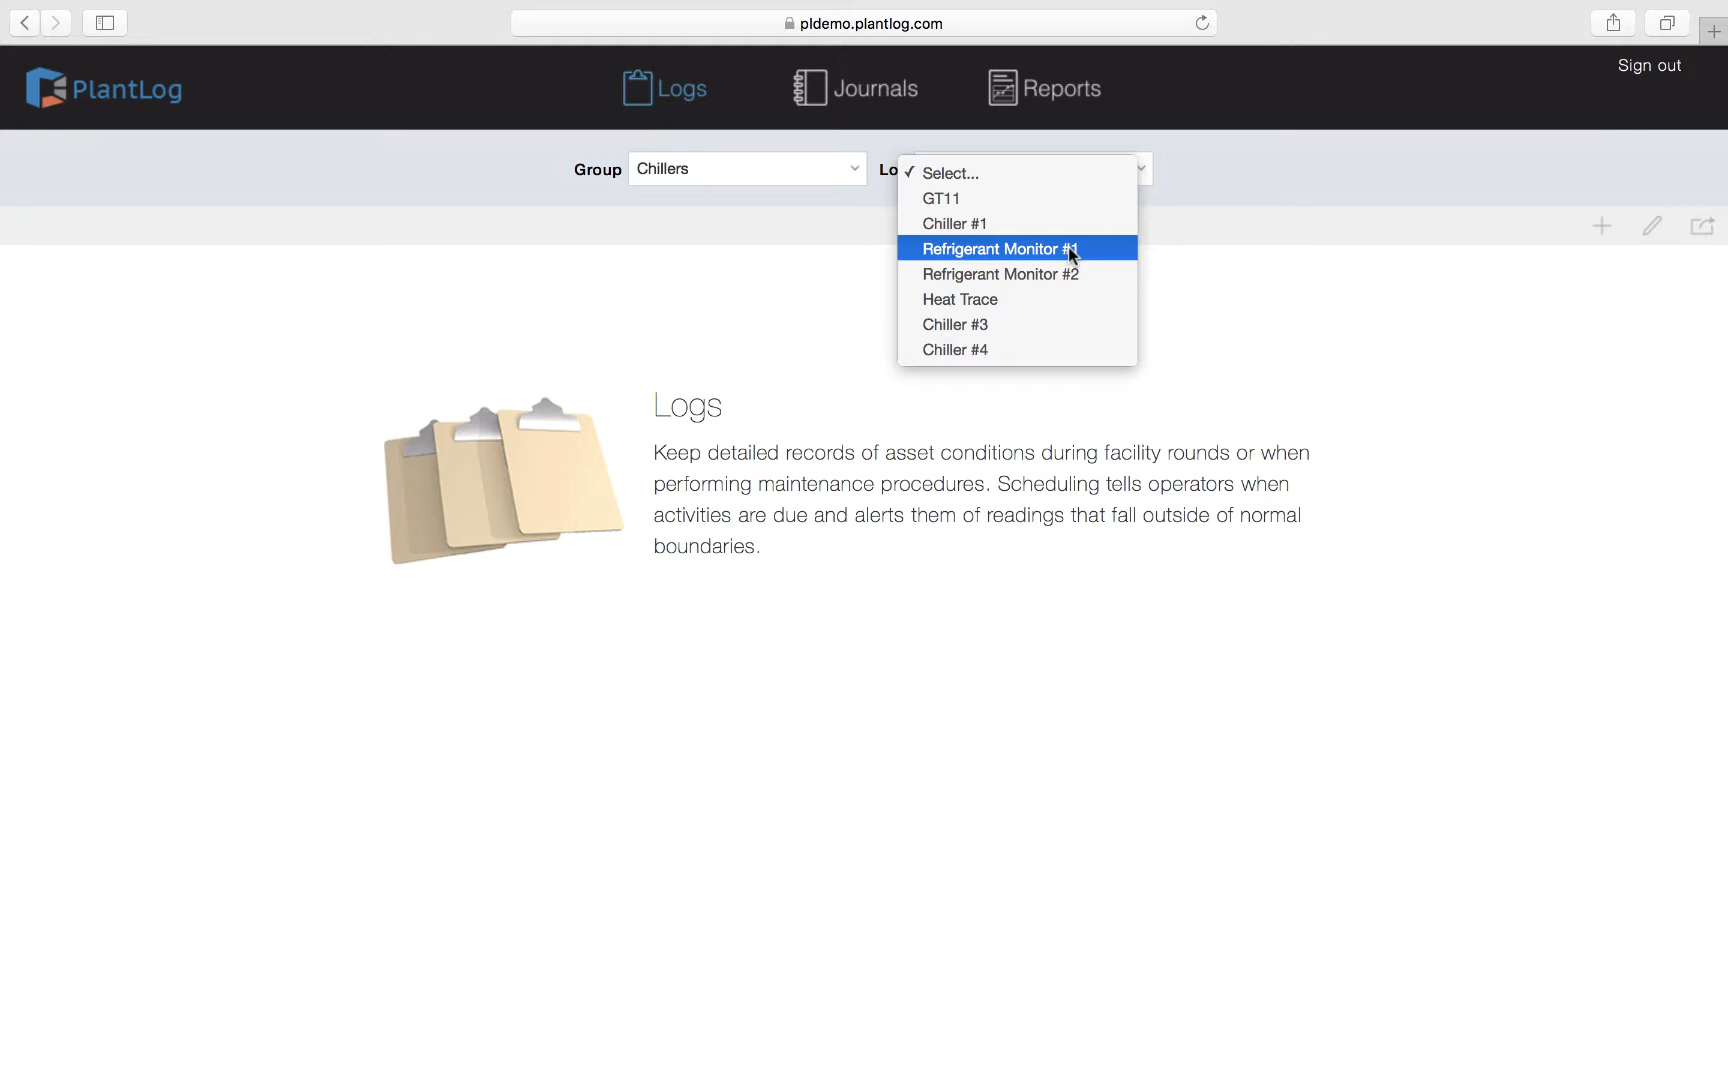 pldemo.plantlog.com
Sign out
PlantLog
Logs
Journals
Reports
Group
Chillers
Lo
✓ Select...
GT11
Chiller #1
Refrigerant Monitor #1
Refrigerant Monitor #2
Heat Trace
Chiller #3
Chiller #4
Logs
Keep detailed records of asset conditions during facility rounds or when
performing maintenance procedures. Scheduling tells operators when
activities are due and alerts them of readings that fall outside of normal
boundaries.